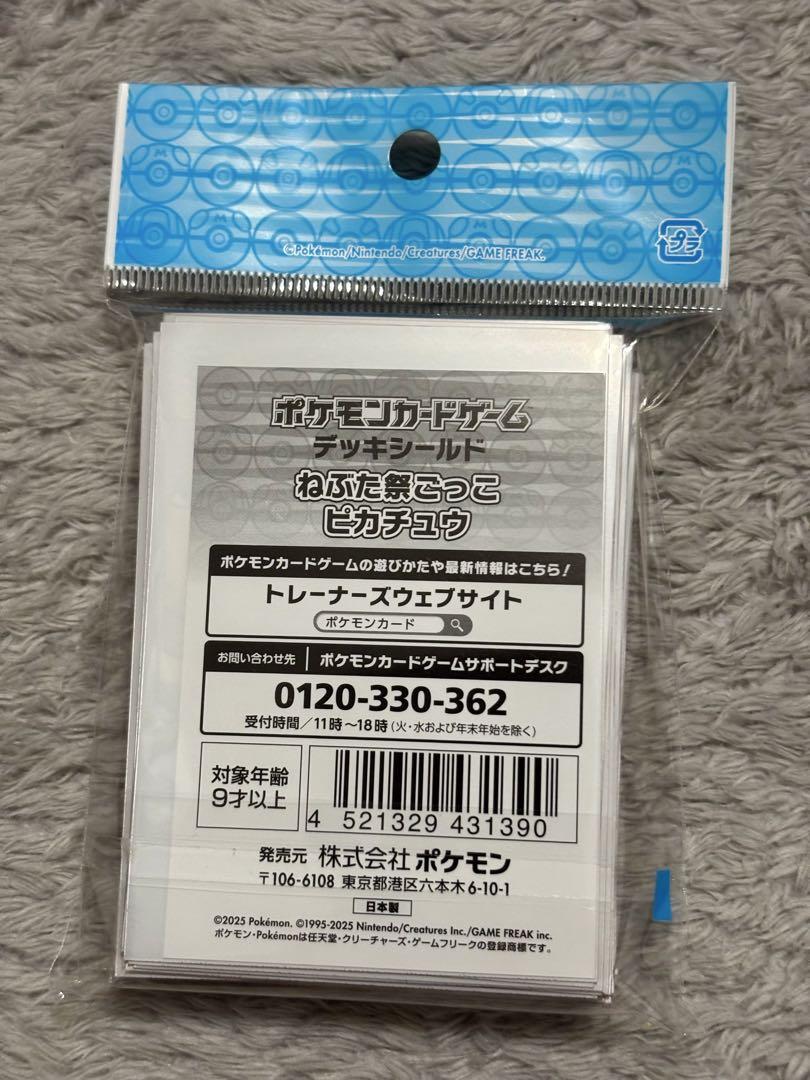 ©Pokémon/Nintendo/Creatures/GAME FREAK.
プラ
ポケモンカードゲーム
デッキシールド
ねぶた祭ごっこ
ピカチュウ
ポケモンカードゲームの遊びかたや最新情報はこちら!
トレーナーズウェブサイト
ポケモンカード
お問い合わせ先 ポケモンカードゲームサポートデスク
0120-330-362
受付時間/11時〜18時(火・水および年末年始を除く)
対象年齢
9才以上
4 521329 431390
発売元 株式会社ポケモン
〒106-6108 東京都港区六本木6-10-1
日本製
©2025 Pokémon. ©1995-2025 Nintendo/Creatures Inc./GAME FREAK inc.
ポケモン・Pokémonは任天堂・クリーチャーズ・ゲームフリークの登録商標です。